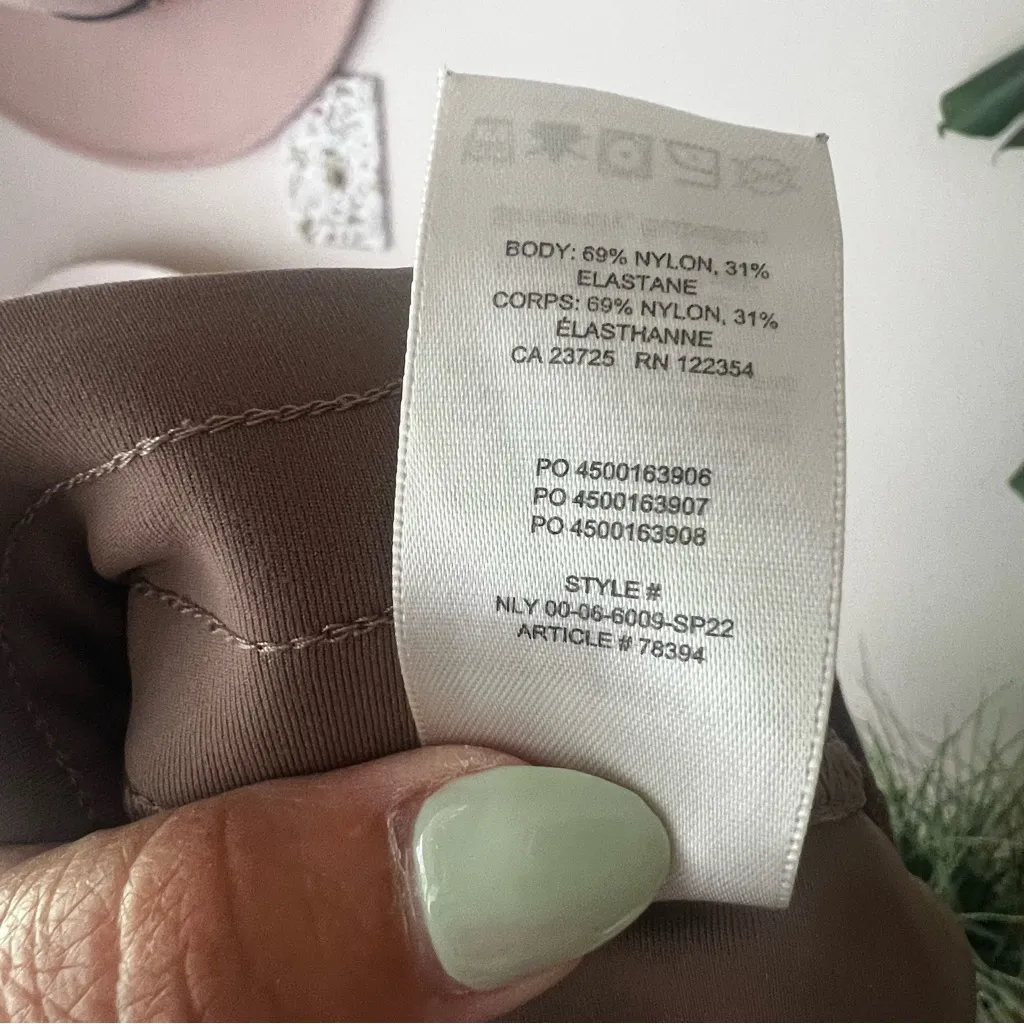 BODY: 69% NYLON, 31%
ELASTANE
CORPS: 69% NYLON, 31%
ÉLASTHANNE
CA 23725 RN 122354
PO 4500163906
PO 4500163907
PO 4500163908
STYLE #
NLY 00-06-6009-SP22
ARTICLE # 78394